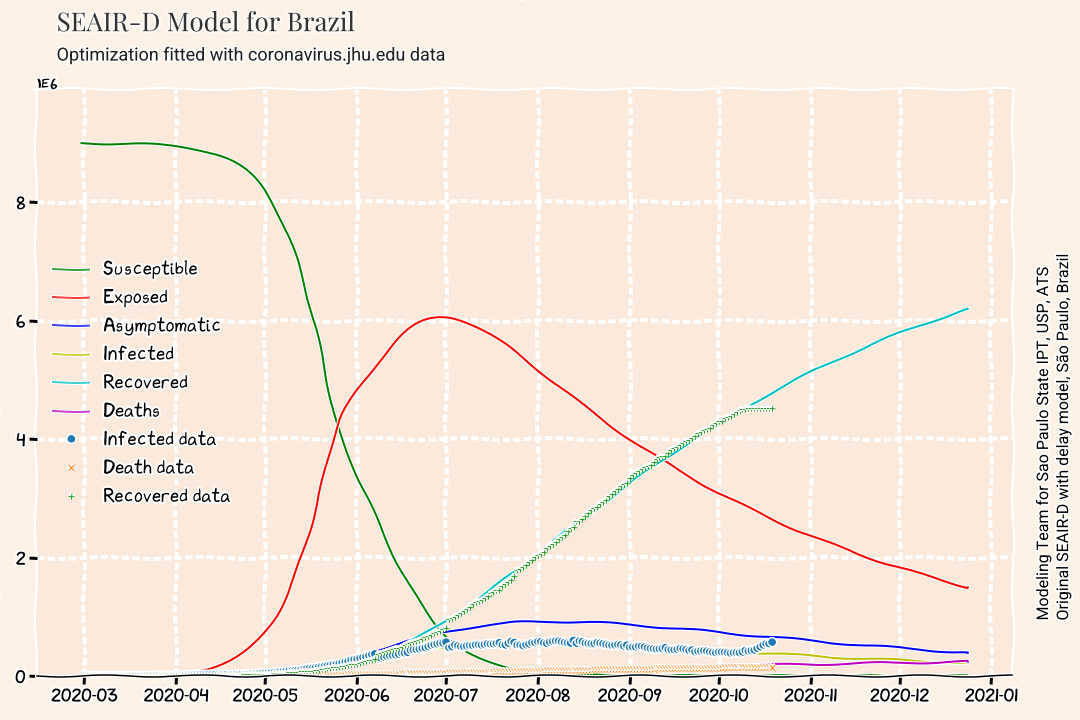 SEAIR-D Model for Brazil
Optimization fitted with coronavirus.jhu.edu data
1E6
8
6
4
2
0
Susceptible
Exposed
Asymptomatic
Infected
Recovered
Deaths
Infected data
Death data
Recovered data
2020-03 2020-04 2020-05 2020-06 2020-07 2020-08 2020-09 2020-10 2020-11 2020-12 2021-01
Modeling Team for Sao Paulo State IPT, USP, ATS
Original SEAIR-D with delay model, São Paulo, Brazil